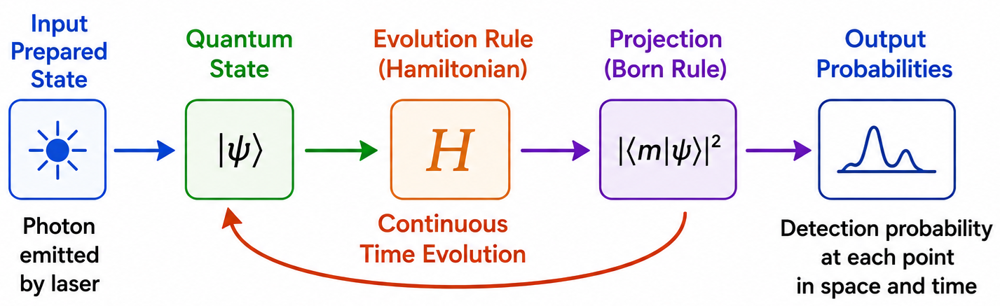 Input
Prepared
State
Quantum
State
Evolution Rule
(Hamiltonian)
Projection
(Born Rule)
Output
Probabilities
|ψ⟩
H
|⟨m|ψ⟩|²
Photon
emitted
by laser
Continuous
Time Evolution
Detection probability
at each point
in space and time